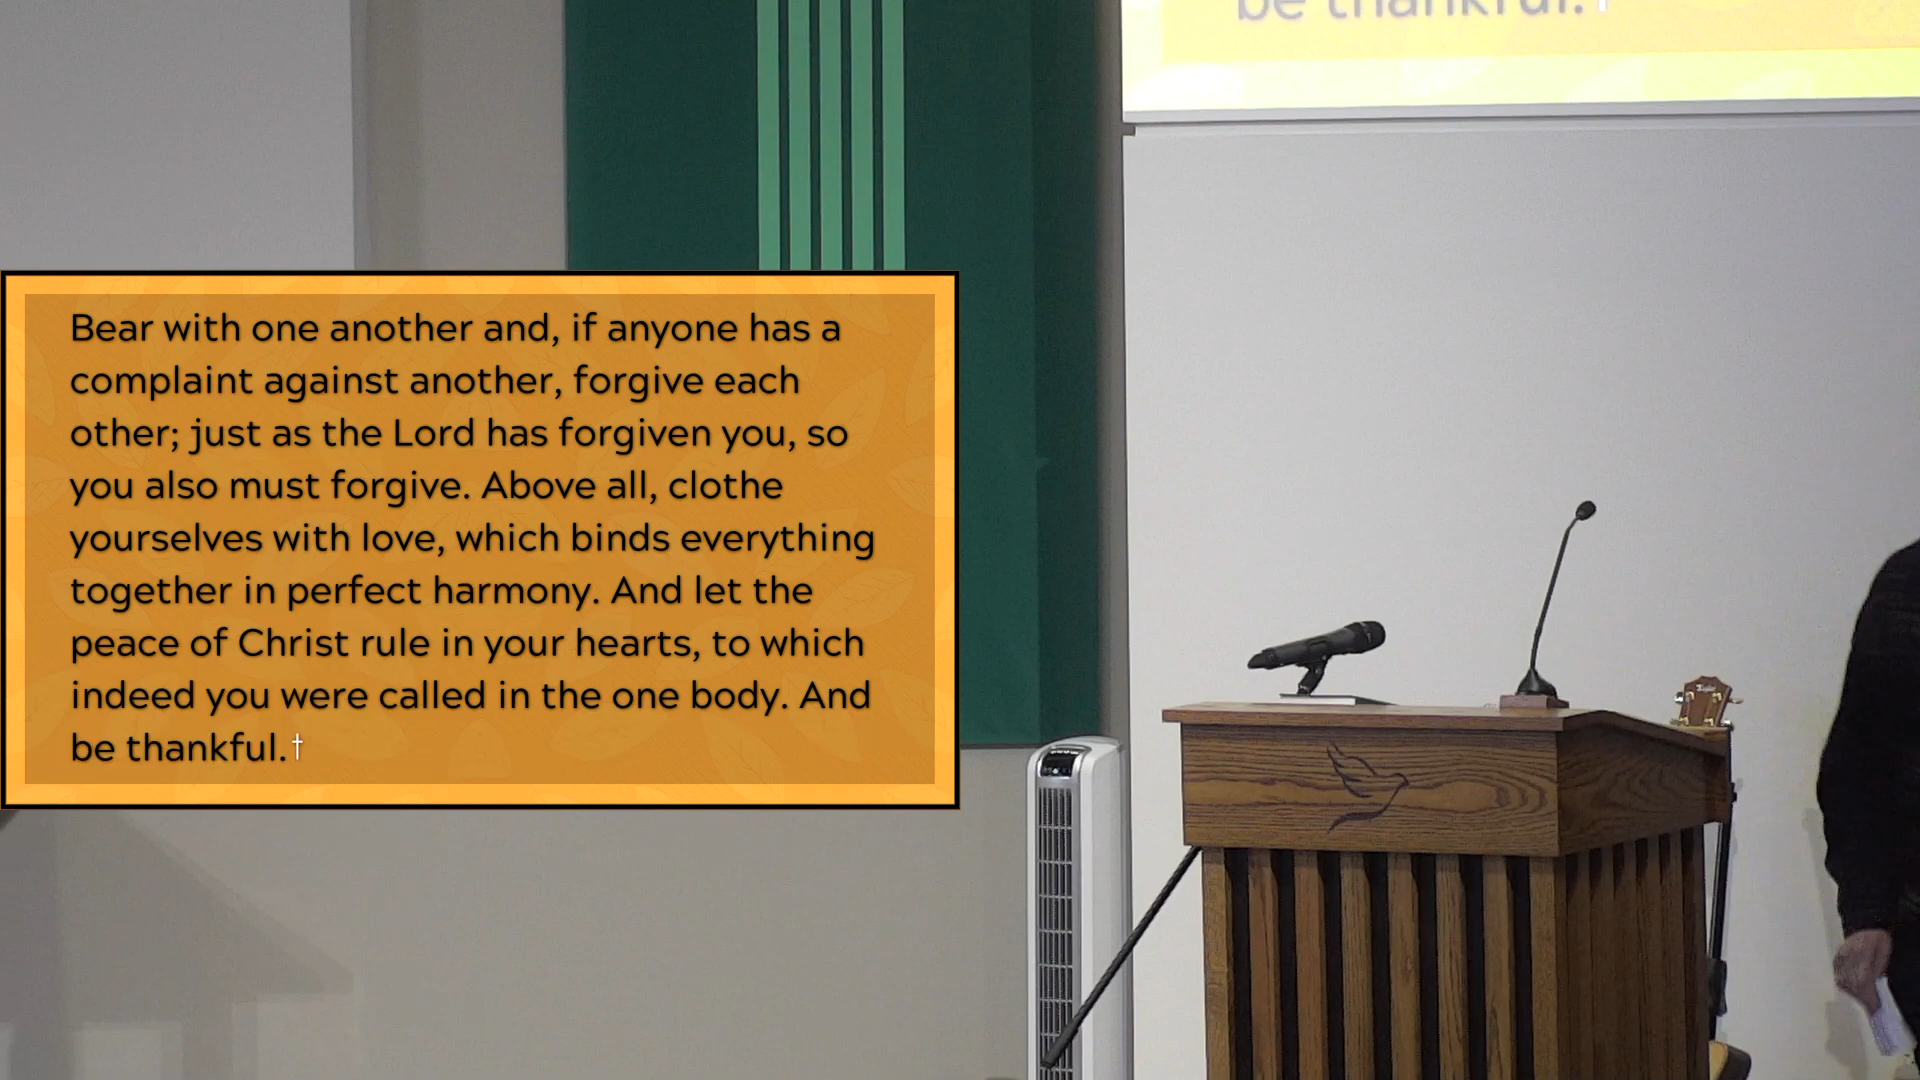 be thankful.†
Bear with one another and, if anyone has a
complaint against another, forgive each
other; just as the Lord has forgiven you, so
you also must forgive. Above all, clothe
yourselves with love, which binds everything
together in perfect harmony. And let the
peace of Christ rule in your hearts, to which
indeed you were called in the one body. And
be thankful.†
Taylor